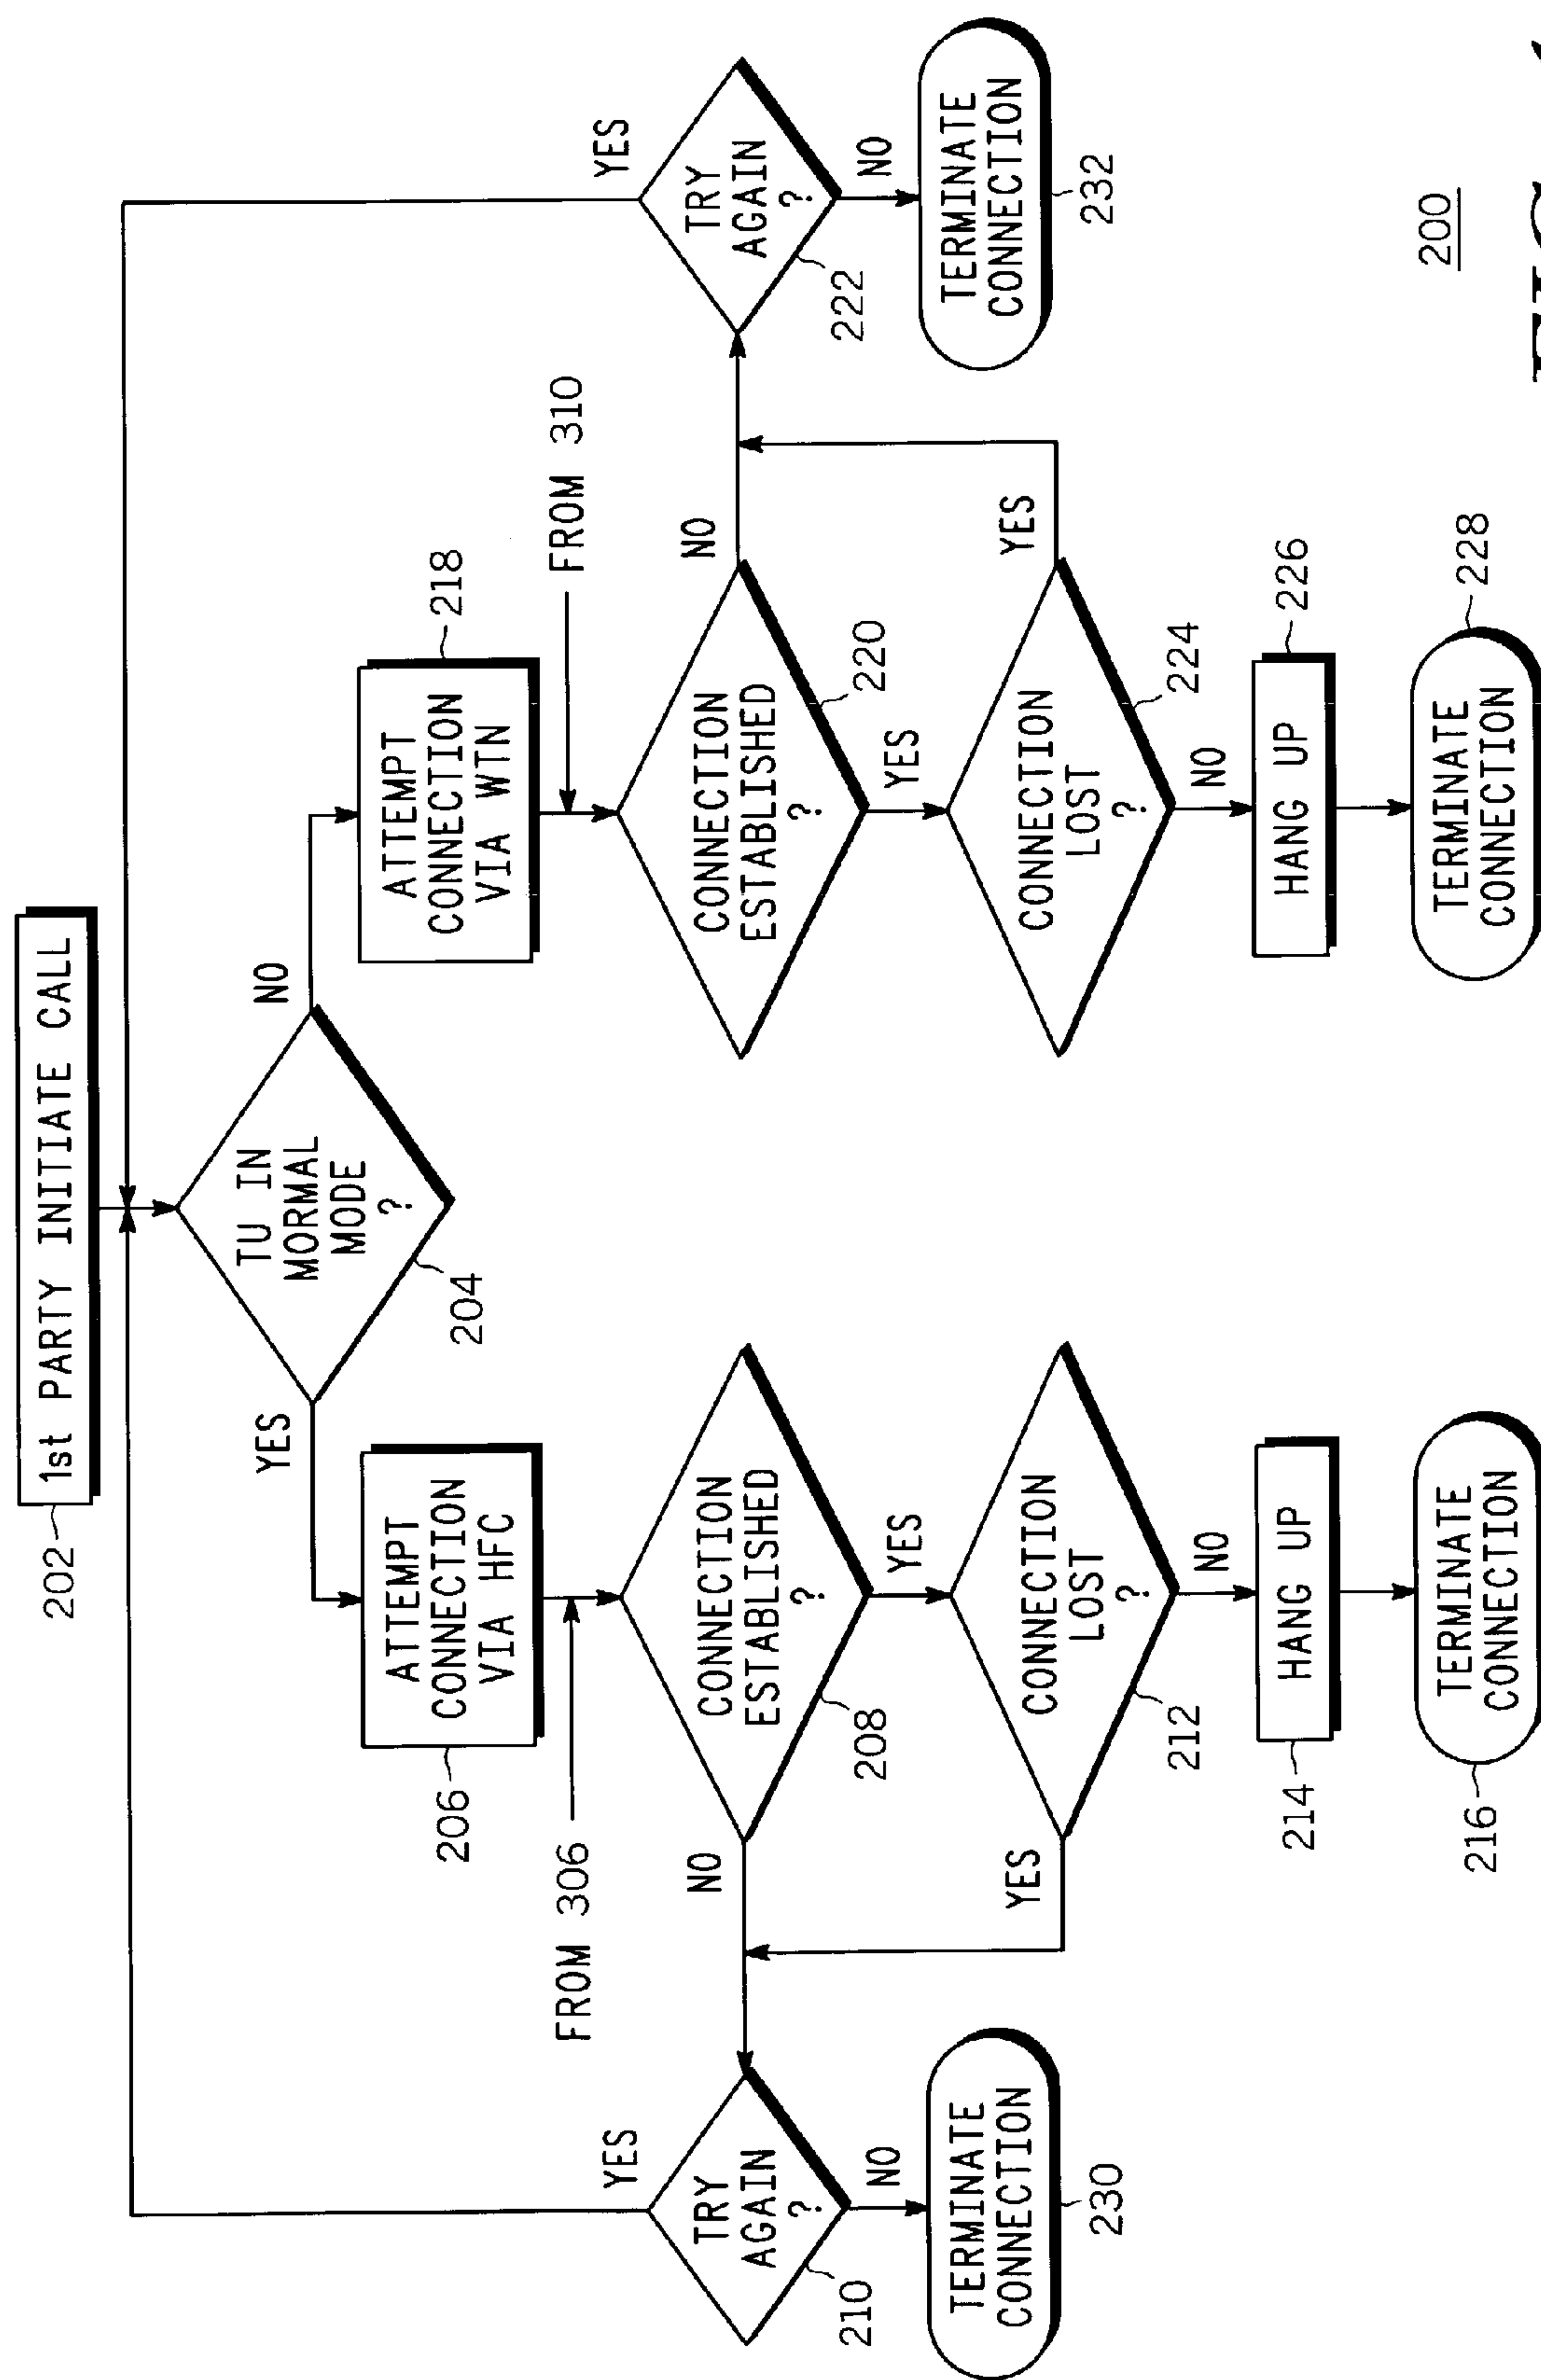 202
1st PARTY INITIATE CALL
TU IN
MORMAL
MODE
?
204
YES
NO
ATTEMPT
CONNECTION
VIA HFC
206
FROM 306
CONNECTION
ESTABLISHED
?
208
NO
YES
TRY
AGAIN
?
210
YES
NO
TERMINATE
CONNECTION
230
CONNECTION
LOST
?
212
YES
NO
HANG UP
214
TERMINATE
CONNECTION
216
ATTEMPT
CONNECTION
VIA WTN
218
FROM 310
CONNECTION
ESTABLISHED
?
220
NO
YES
TRY
AGAIN
?
222
YES
NO
TERMINATE
CONNECTION
232
CONNECTION
LOST
?
224
YES
NO
HANG UP
226
TERMINATE
CONNECTION
228
200